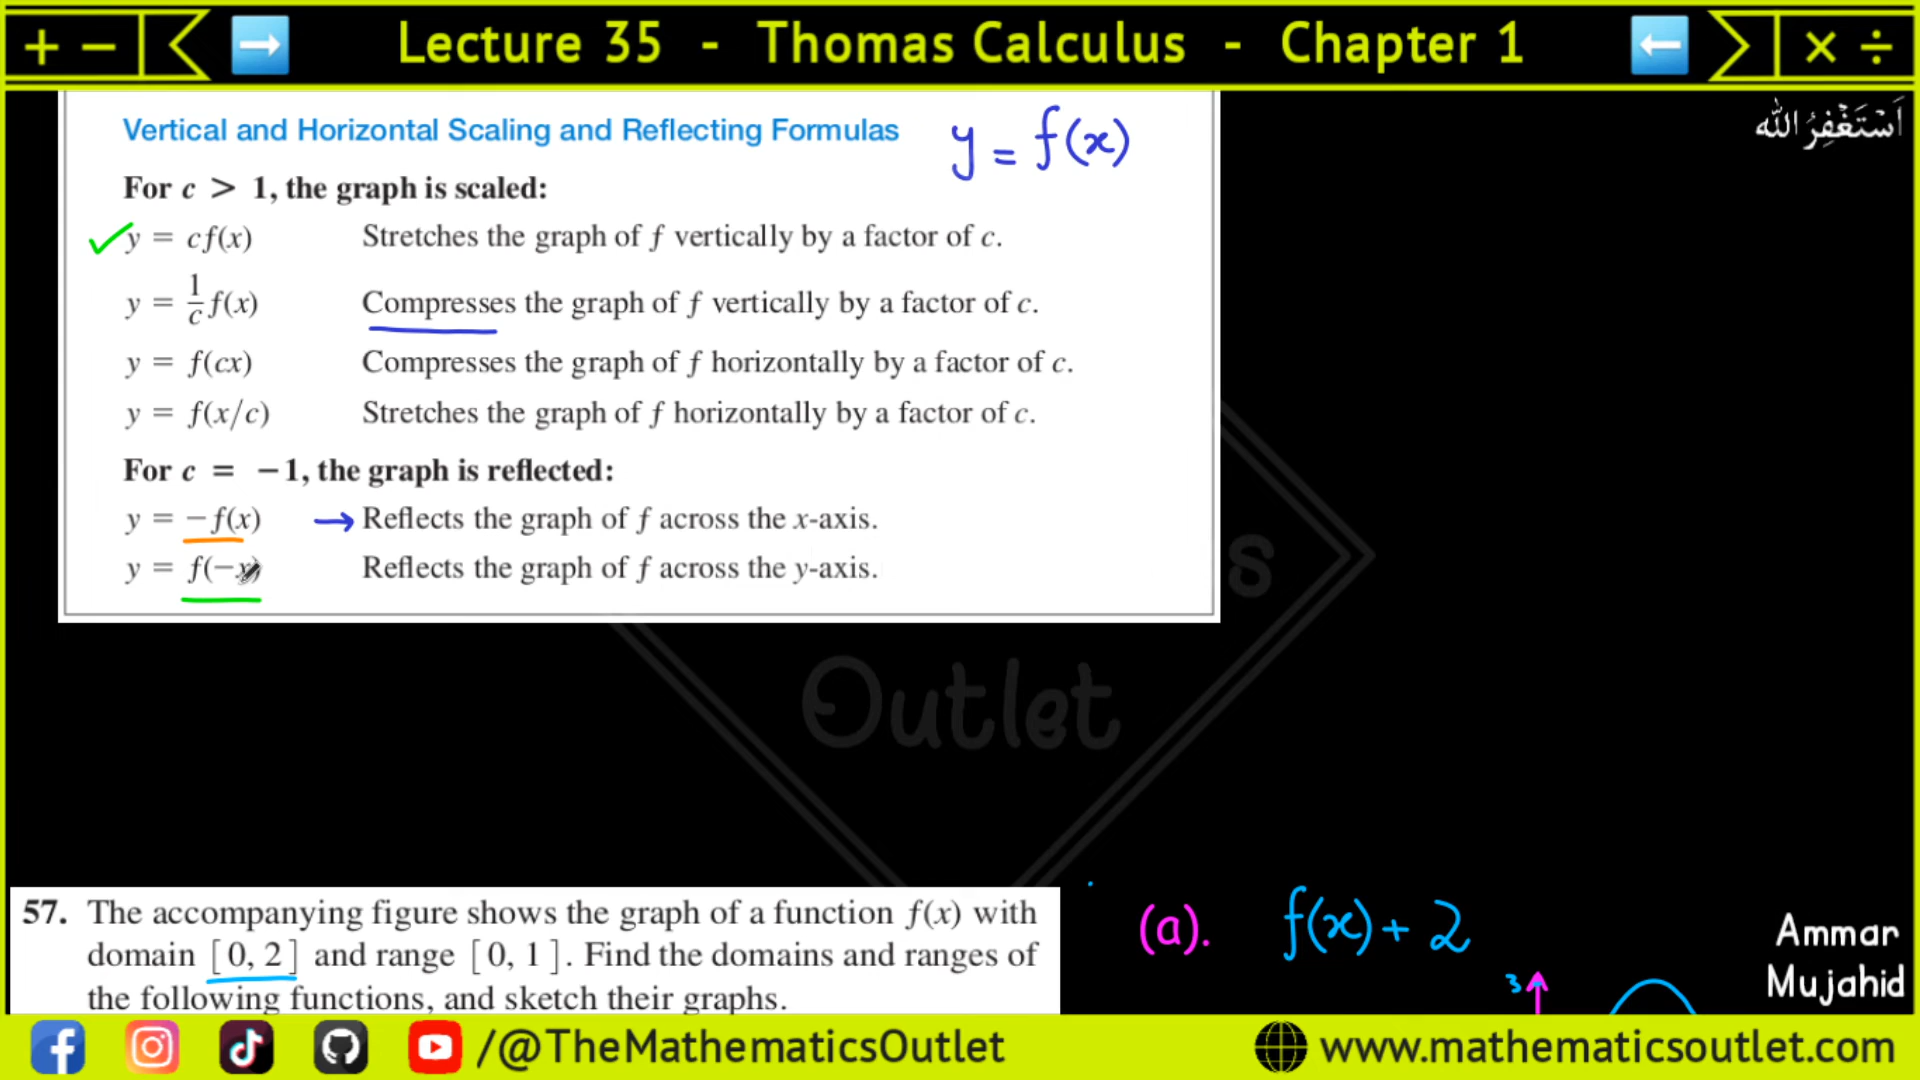 + − Lecture 35 - Thomas Calculus - Chapter 1 × ÷
اَسْتَغْفِرُ اللّٰه
Vertical and Horizontal Scaling and Reflecting Formulas
y = f(x)
For c > 1, the graph is scaled:
y = cf(x) Stretches the graph of f vertically by a factor of c.
y = 1/c f(x) Compresses the graph of f vertically by a factor of c.
y = f(cx) Compresses the graph of f horizontally by a factor of c.
y = f(x/c) Stretches the graph of f horizontally by a factor of c.
For c = −1, the graph is reflected:
y = −f(x) → Reflects the graph of f across the x-axis.
y = f(−x) Reflects the graph of f across the y-axis.
s
Outlet
57. The accompanying figure shows the graph of a function f(x) with
domain [0, 2] and range [0, 1]. Find the domains and ranges of
the following functions, and sketch their graphs.
(a). f(x) + 2
3
Ammar
Mujahid
/@TheMathematicsOutlet
www.mathematicsoutlet.com